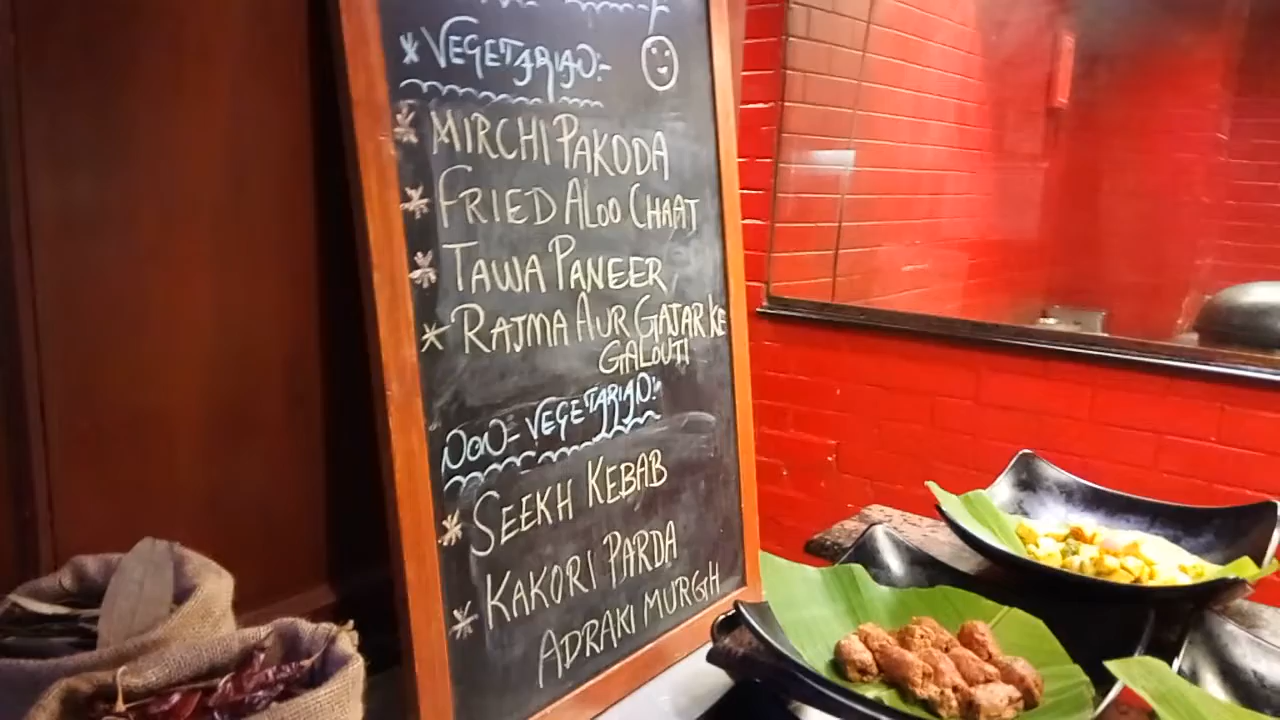 * VEGETARIAN:-
* MIRCHI PAKODA
* FRIED ALOO CHAAT
* TAWA PANEER
* RAJMA AUR GAJAR KE
GALOUTI
NON-VEGETARIAN:-
* SEEKH KEBAB
* KAKORI PARDA
ADRAKI MURGH